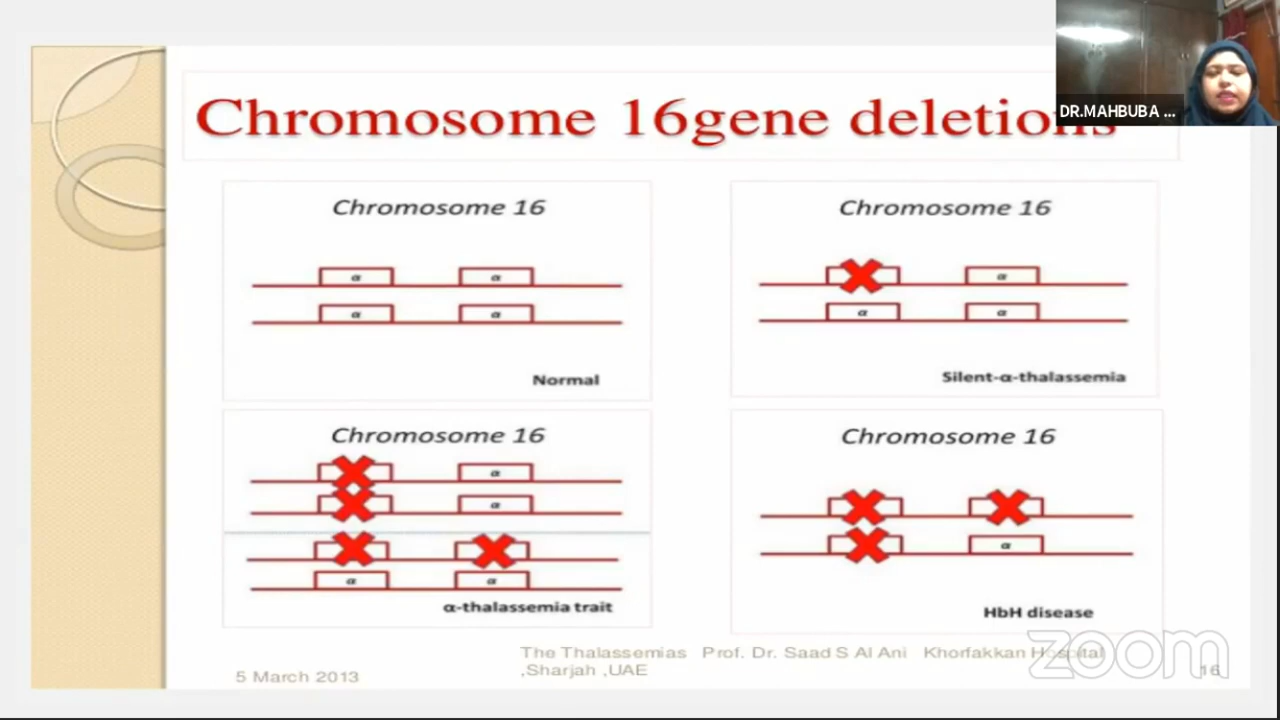 Chromosome 16gene deletions
DR.MAHBUBA ...
Chromosome 16
α α
α α
Normal
Chromosome 16
α
α α
Silent-α-thalassemia
Chromosome 16
α
α
α α
α-thalassemia trait
Chromosome 16
α
HbH disease
The Thalassemias Prof. Dr. Saad S Al Ani Khorfakkan Hospital
,Sharjah ,UAE
5 March 2013
16
zoom